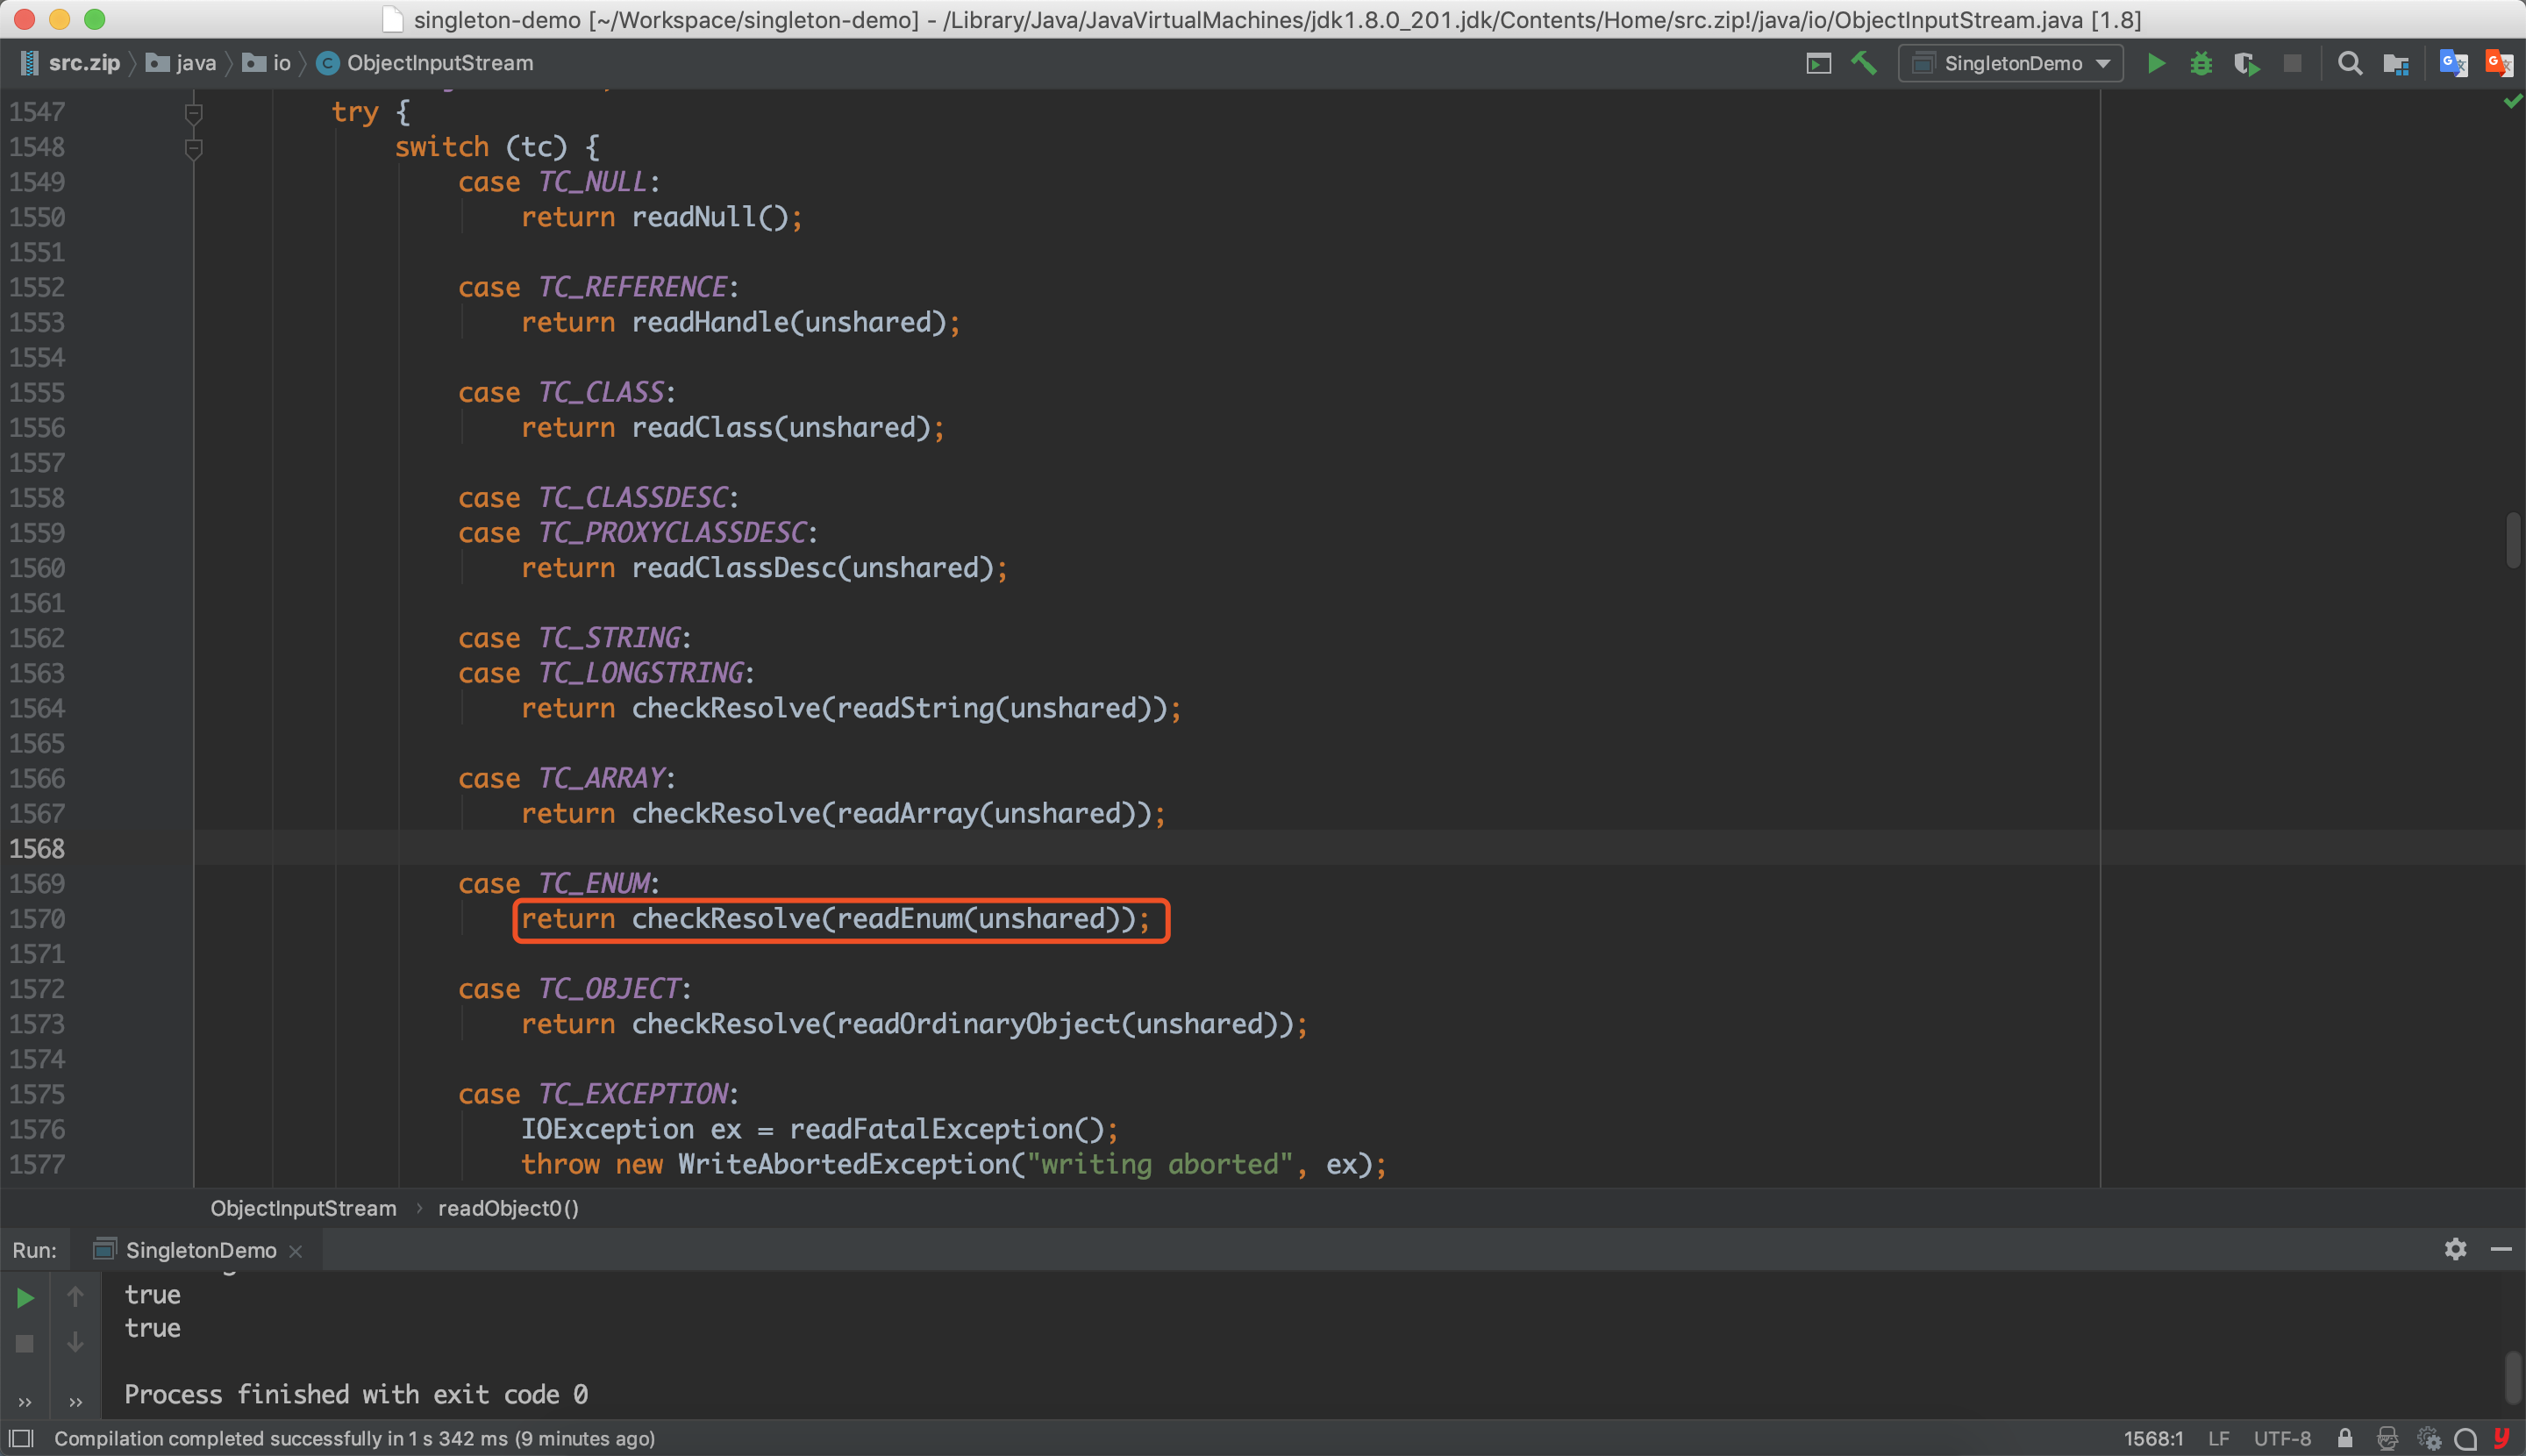 singleton-demo [~/Workspace/singleton-demo] - /Library/Java/JavaVirtualMachines/jdk1.8.0_201.jdk/Contents/Home/src.zip!/java/io/ObjectInputStream.java [1.8]
src.zip java io C ObjectInputStream SingletonDemo
1547 try {
1548 switch (tc) {
1549 case TC_NULL:
1550 return readNull();
1551
1552 case TC_REFERENCE:
1553 return readHandle(unshared);
1554
1555 case TC_CLASS:
1556 return readClass(unshared);
1557
1558 case TC_CLASSDESC:
1559 case TC_PROXYCLASSDESC:
1560 return readClassDesc(unshared);
1561
1562 case TC_STRING:
1563 case TC_LONGSTRING:
1564 return checkResolve(readString(unshared));
1565
1566 case TC_ARRAY:
1567 return checkResolve(readArray(unshared));
1568
1569 case TC_ENUM:
1570 return checkResolve(readEnum(unshared));
1571
1572 case TC_OBJECT:
1573 return checkResolve(readOrdinaryObject(unshared));
1574
1575 case TC_EXCEPTION:
1576 IOException ex = readFatalException();
1577 throw new WriteAbortedException("writing aborted", ex);
ObjectInputStream › readObject0()
Run: SingletonDemo ×
true
true
Process finished with exit code 0
Compilation completed successfully in 1 s 342 ms (9 minutes ago) 1568:1 LF UTF-8